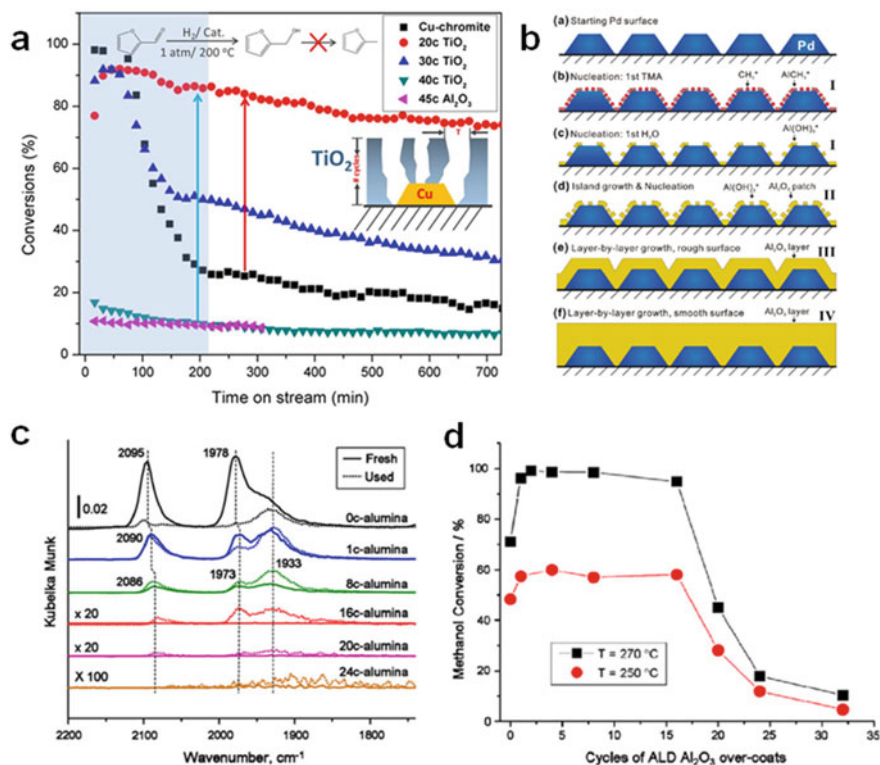 a
H₂/ Cat.
1 atm/ 200 °C
Cu-chromite
20c TiO₂
30c TiO₂
40c TiO₂
45c Al₂O₃
TiO₂
T
Cu
100
80
60
40
20
0
Conversions (%)
0 100 200 300 400 500 600 700
Time on stream (min)
b
(a) Starting Pd surface
Pd
(b) Nucleation: 1st TMA
CH₃*
AlCH₃*
I
(c) Nucleation: 1st H₂O
Al(OH)ₓ*
I
(d) Island growth & Nucleation
Al(OH)ₓ*
Al₂O₃ patch
II
(e) Layer-by-layer growth, rough surface
Al₂O₃ layer
III
(f) Layer-by-layer growth, smooth surface
Al₂O₃ layer
IV
c
2095
1978
Fresh
Used
0.02
0c-alumina
2090
1c-alumina
2086
1973
1933
8c-alumina
x 20
16c-alumina
x 20
20c-alumina
X 100
24c-alumina
Kubelka Munk
2200 2100 2000 1900 1800
Wavenumber, cm⁻¹
d
120
100
80
60
40
20
0
Methanol Conversion / %
T = 270 °C
T = 250 °C
0 5 10 15 20 25 30 35
Cycles of ALD Al₂O₃ over-coats